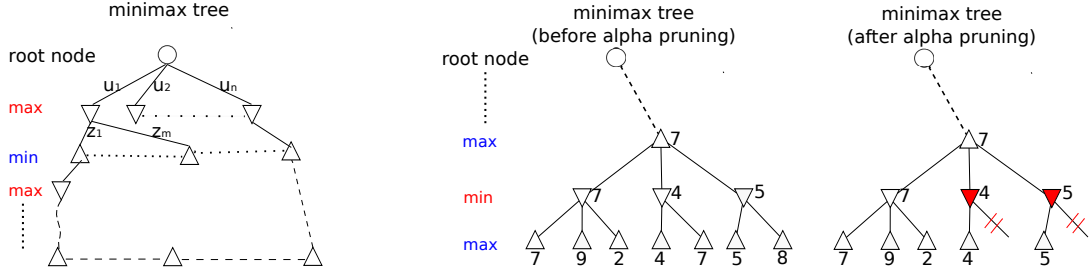 minimax tree
root node
u₁ u₂ uₙ
max
z₁ zₘ
min
max
minimax tree
(before alpha pruning)
root node
max 7
min 7 4 5
max
7 9 2 4 7 5 8
minimax tree
(after alpha pruning)
7
7 4 5
7 9 2 4 5